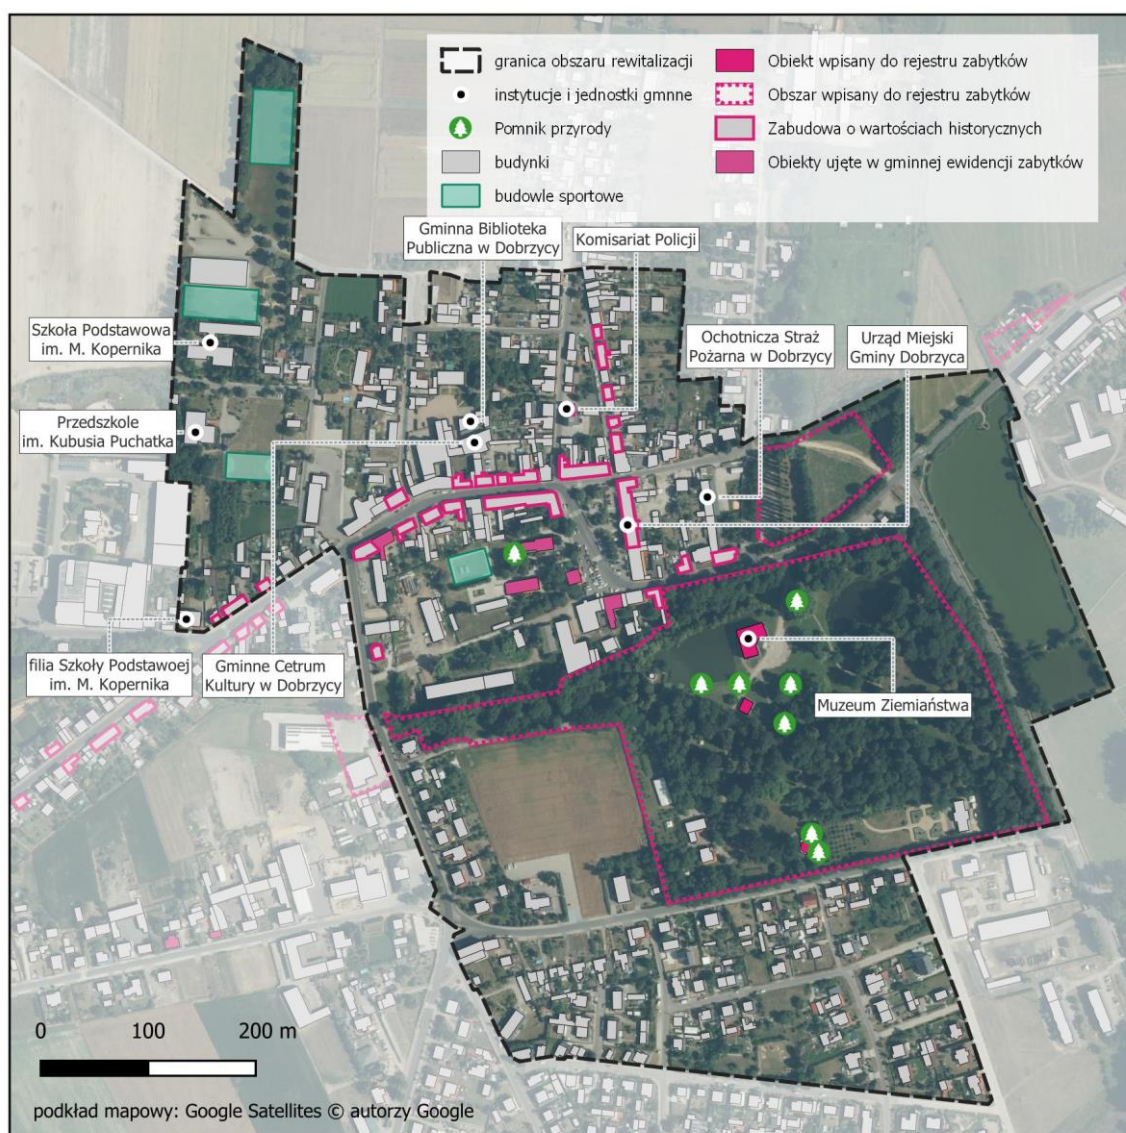 granica obszaru rewitalizacji
instytucje i jednostki gmnne
Pomnik przyrody
budynki
budowle sportowe
Obiekt wpisany do rejestru zabytków
Obszar wpisany do rejestru zabytków
Zabudowa o wartościach historycznych
Obiekty ujęte w gminnej ewidencji zabytków
Gminna Biblioteka
Publiczna w Dobrzycy
Komisariat Policji
Szkoła Podstawowa
im. M. Kopernika
Ochotnicza Straż
Pożarna w Dobrzycy
Urząd Miejski
Gminy Dobrzyca
Przedszkole
im. Kubusia Puchatka
filia Szkoły Podstawoej
im. M. Kopernika
Gminne Cetrum
Kultury w Dobrzycy
Muzeum Ziemiaństwa
0 100 200 m
podkład mapowy: Google Satellites © autorzy Google